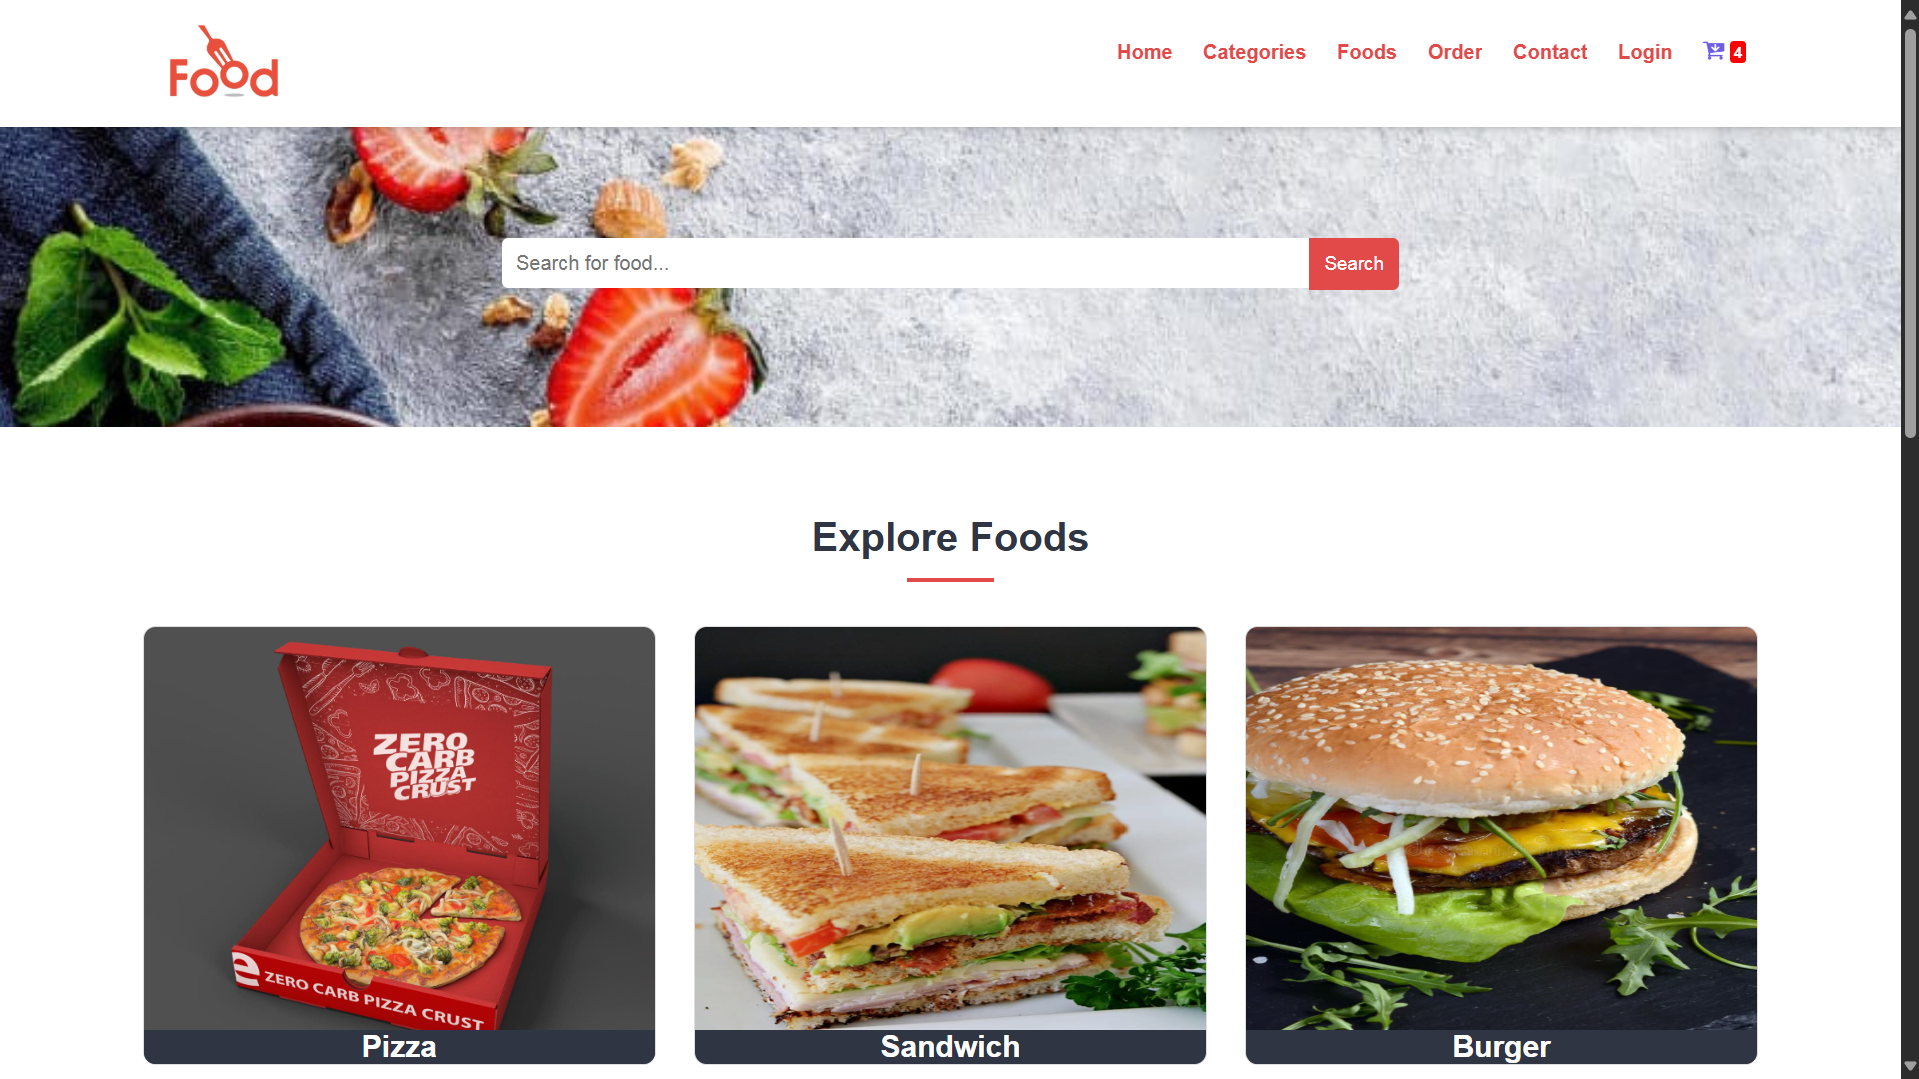 Food
Home Categories Foods Order Contact Login 4
Search for food... Search
Explore Foods
ZERO
CARB
PIZZA
CRUST
e ZERO CARB PIZZA CRUST
Pizza Sandwich Burger